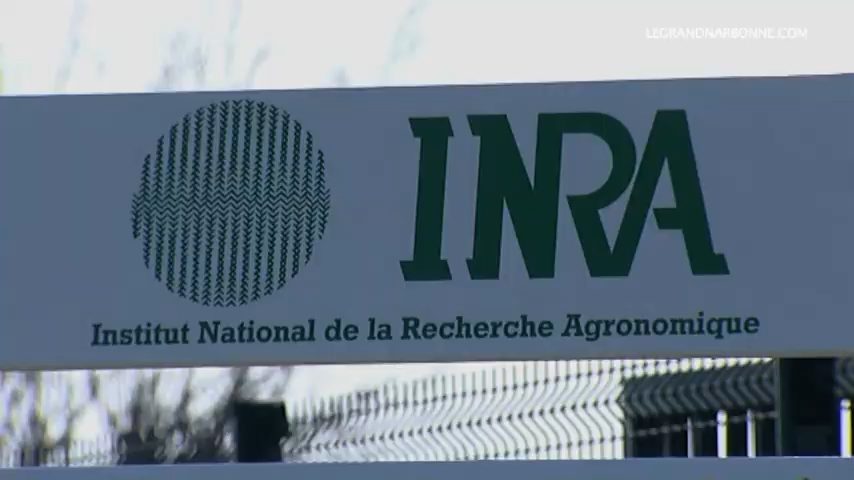 LEGRANDNARBONNE.COM
INRA
Institut National de la Recherche Agronomique